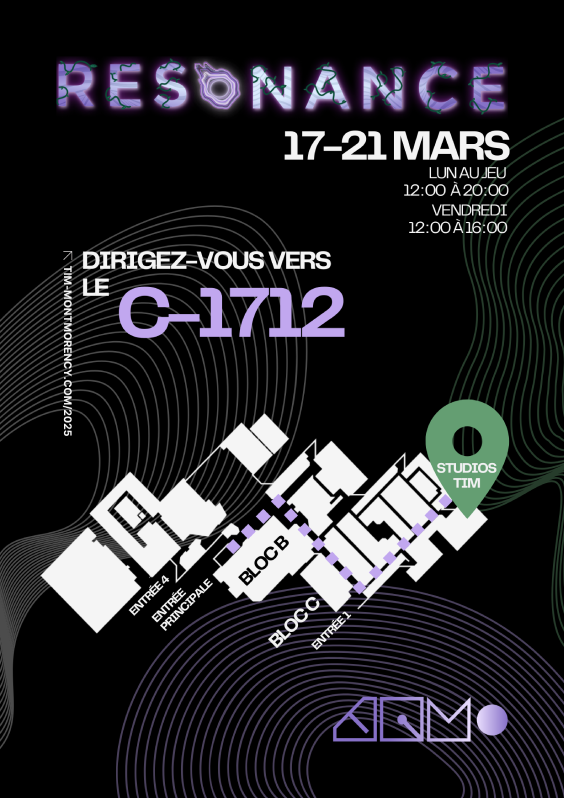 RESONANCE
17–21 MARS
LUN AU JEU
12:00 À 20:00
VENDREDI
12:00 À 16:00
DIRIGEZ-VOUS VERS
LE C-1712
TIM-MONTMORENCY.COM/2025
STUDIOS
TIM
BLOC B
ENTRÉE 4
ENTRÉE
PRINCIPALE
BLOC C
ENTRÉE 1